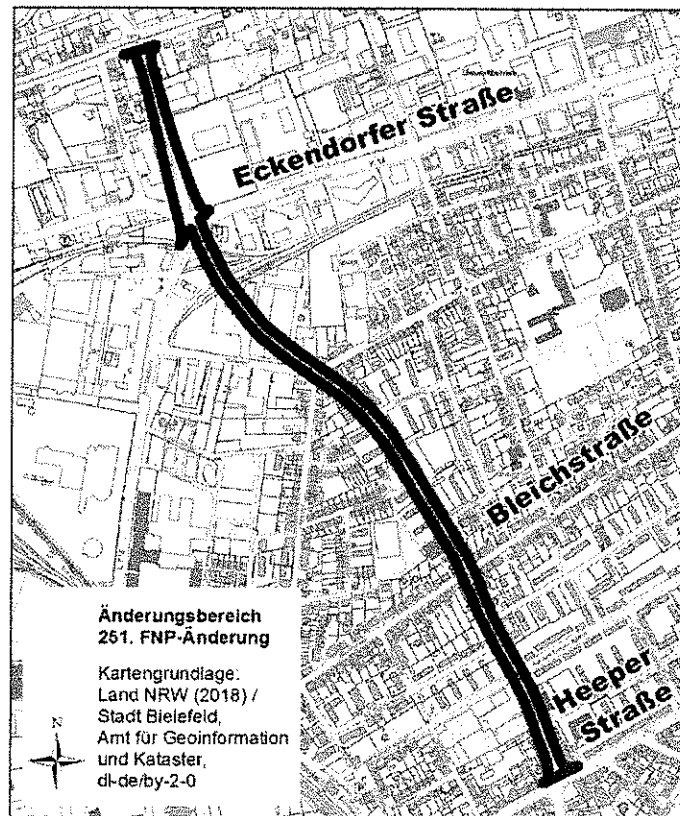 Eckendorfer Straße
Bleichstraße
Heeper
Straße
Änderungsbereich
251. FNP-Änderung
Kartengrundlage:
Land NRW (2018) /
Stadt Bielefeld,
Amt für Geoinformation
und Kataster,
dl-de/by-2-0
N